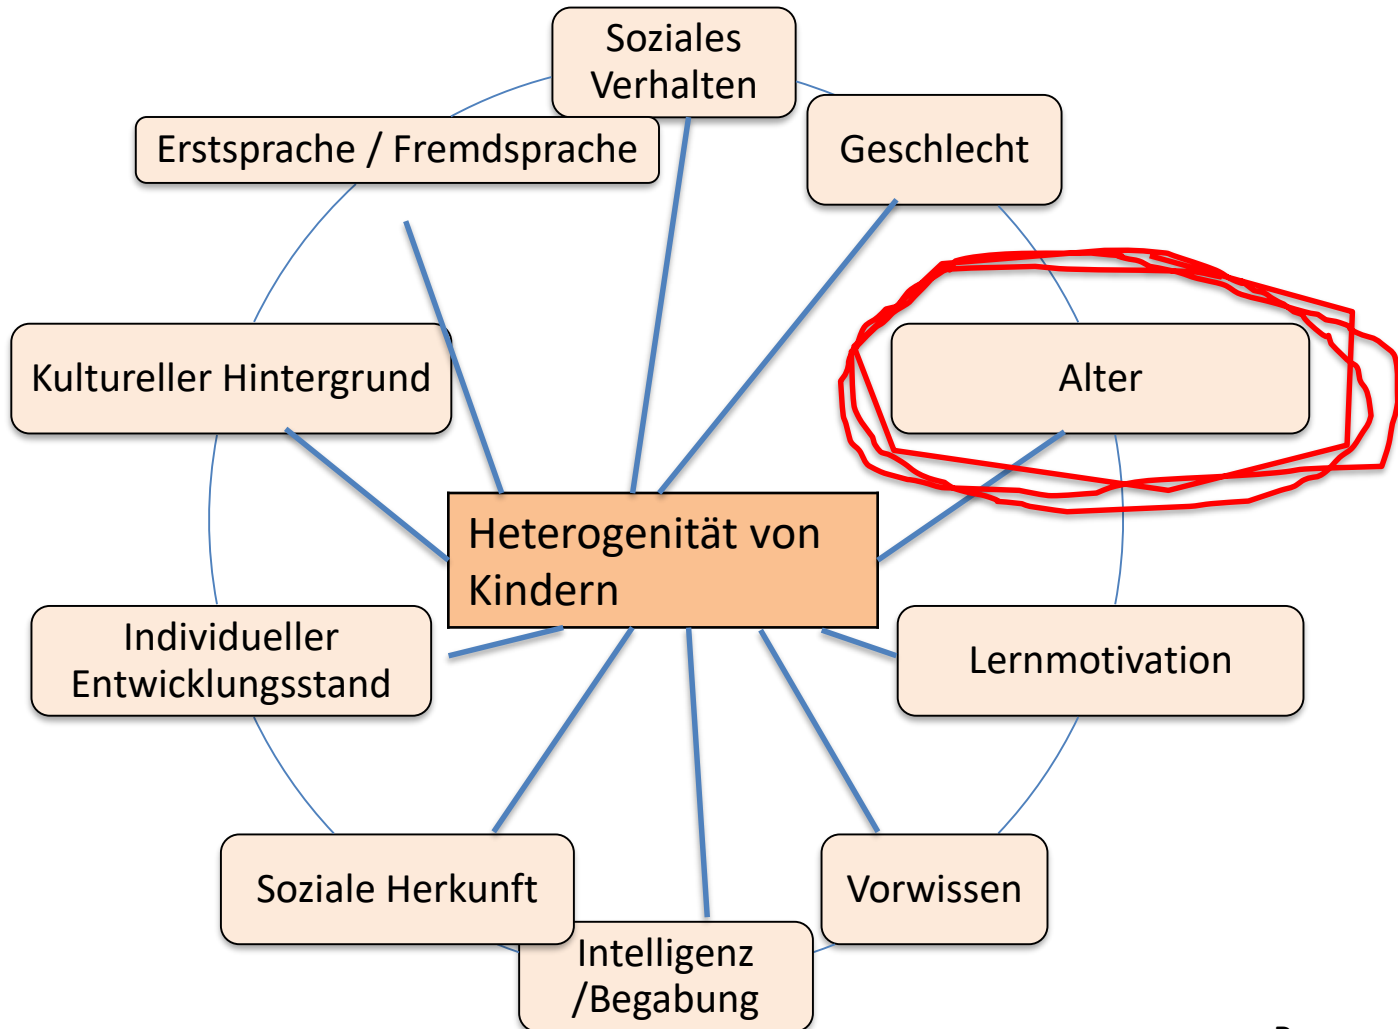 Soziales
Verhalten
Erstsprache / Fremdsprache
Geschlecht
Kultureller Hintergrund
Alter
Heterogenität von
Kindern
Individueller
Entwicklungsstand
Lernmotivation
Soziale Herkunft
Vorwissen
Intelligenz
/Begabung